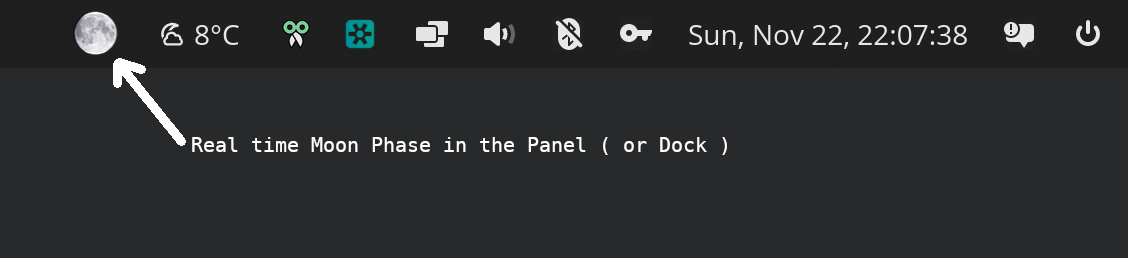 8°C Sun, Nov 22, 22:07:38
Real time Moon Phase in the Panel ( or Dock )